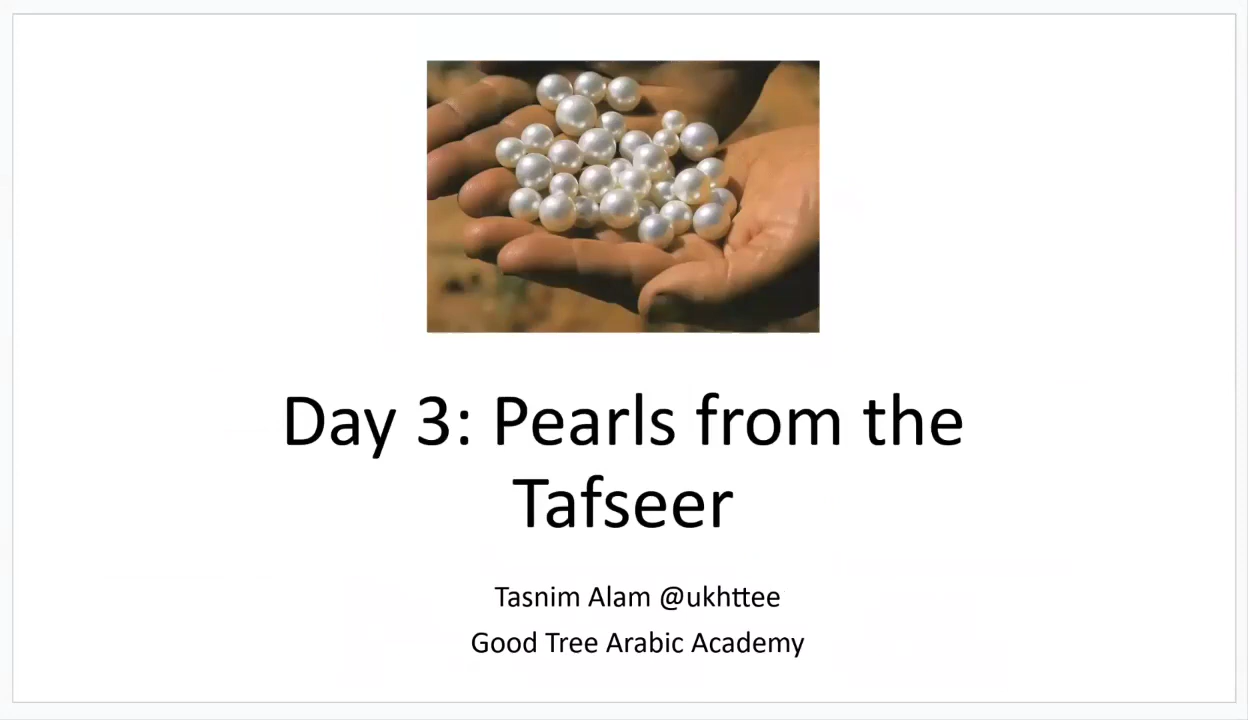 Day 3: Pearls from the
Tafseer
Tasnim Alam @ukhttee
Good Tree Arabic Academy